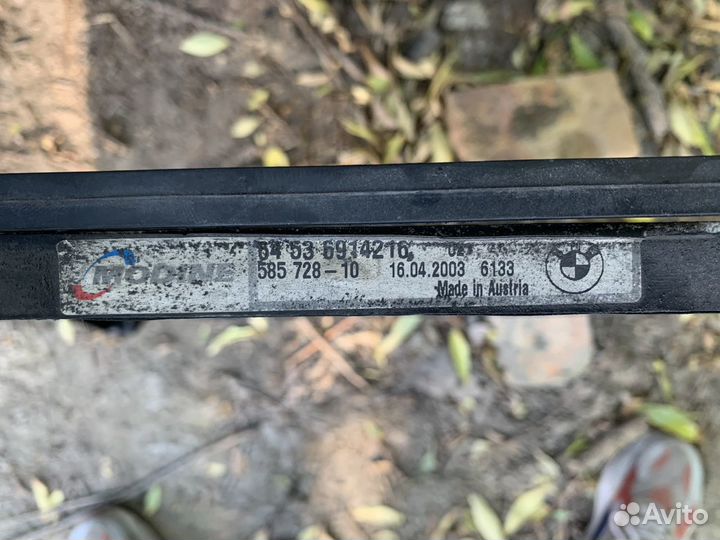 MODINE
64 53 6914216
585 728-10 16.04.2003 6133
Made in Austria
Avito